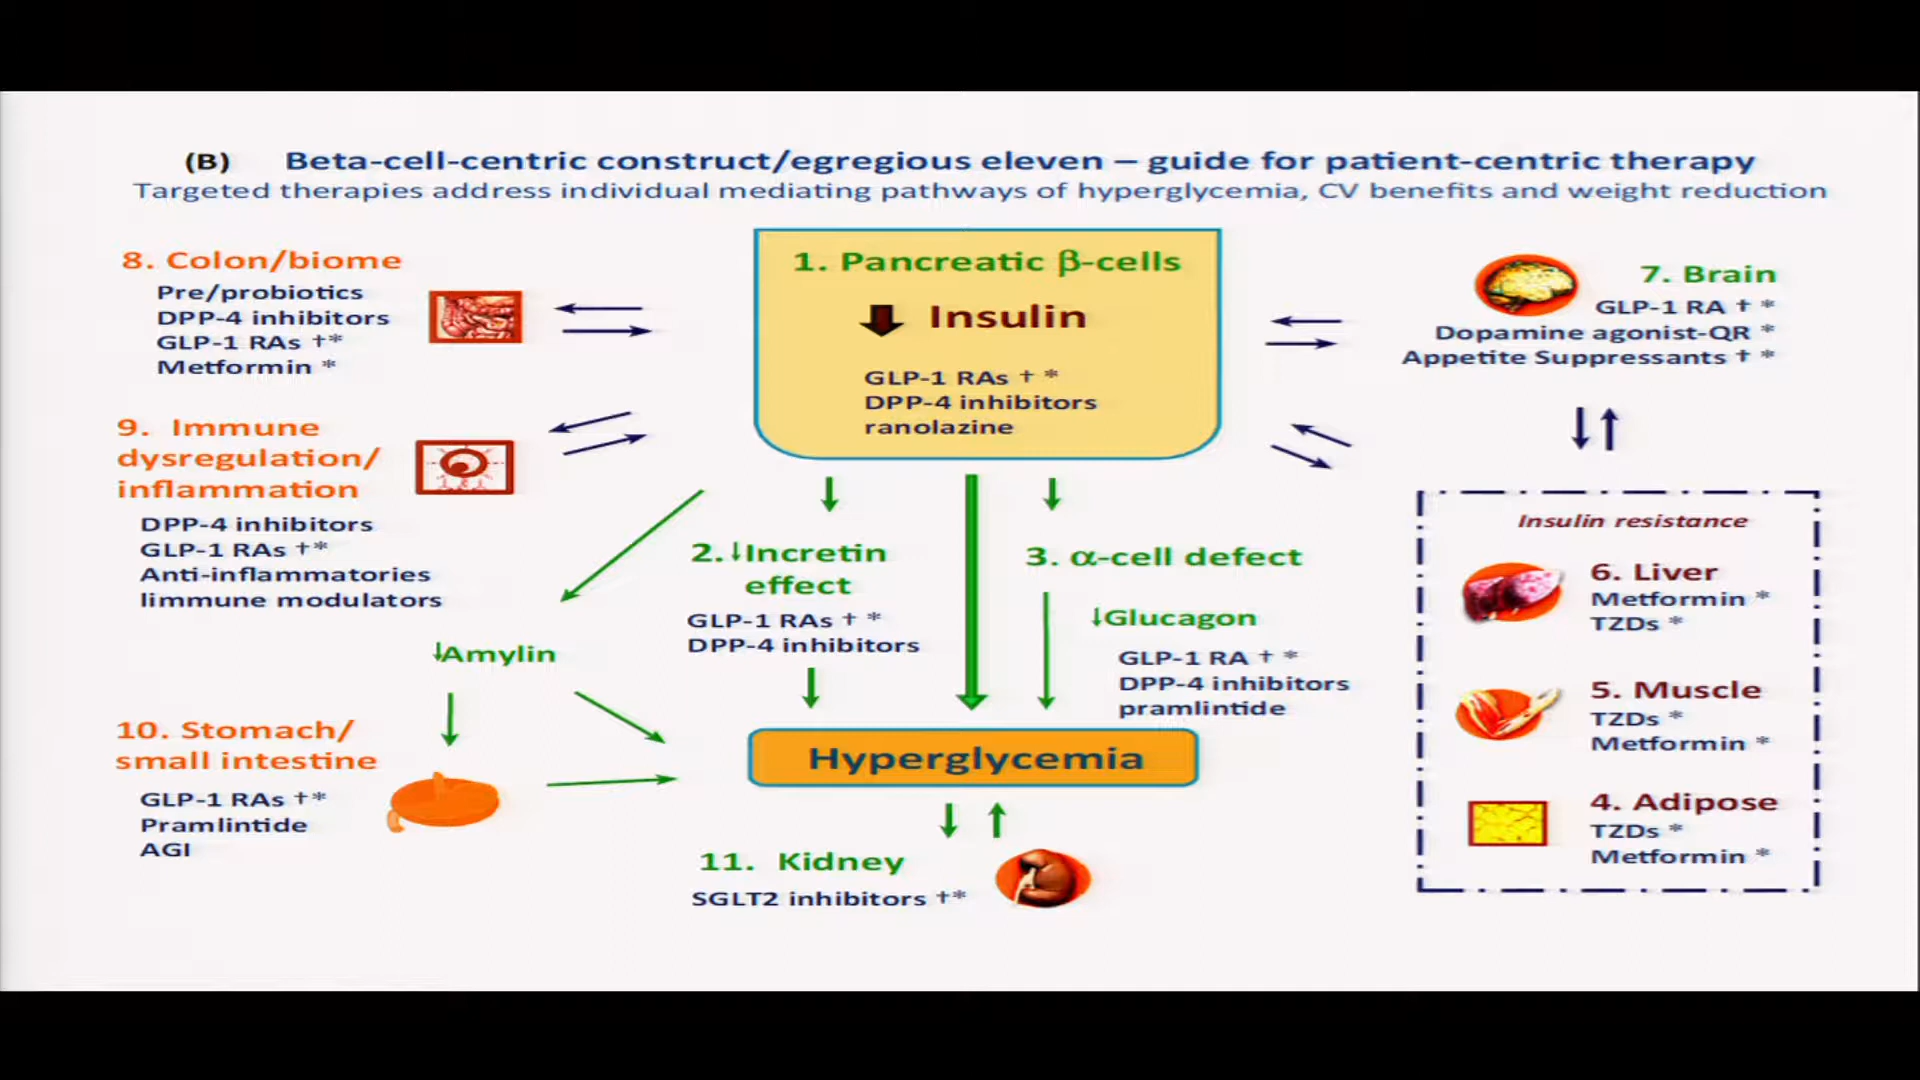 (B) Beta-cell-centric construct/egregious eleven – guide for patient-centric therapy
Targeted therapies address individual mediating pathways of hyperglycemia, CV benefits and weight reduction
8. Colon/biome
Pre/probiotics
DPP-4 inhibitors
GLP-1 RAs †*
Metformin *
1. Pancreatic β-cells
Insulin
GLP-1 RAs † *
DPP-4 inhibitors
ranolazine
7. Brain
GLP-1 RA † *
Dopamine agonist-QR *
Appetite Suppressants † *
9. Immune
dysregulation/
inflammation
DPP-4 inhibitors
GLP-1 RAs †*
Anti-inflammatories
limmune modulators
2.↓Incretin
effect
GLP-1 RAs † *
DPP-4 inhibitors
3. α-cell defect
↓Glucagon
GLP-1 RA † *
DPP-4 inhibitors
pramlintide
Insulin resistance
6. Liver
Metformin *
TZDs *
5. Muscle
TZDs *
Metformin *
4. Adipose
TZDs *
Metformin *
↓Amylin
10. Stomach/
small intestine
GLP-1 RAs †*
Pramlintide
AGI
Hyperglycemia
11. Kidney
SGLT2 inhibitors †*